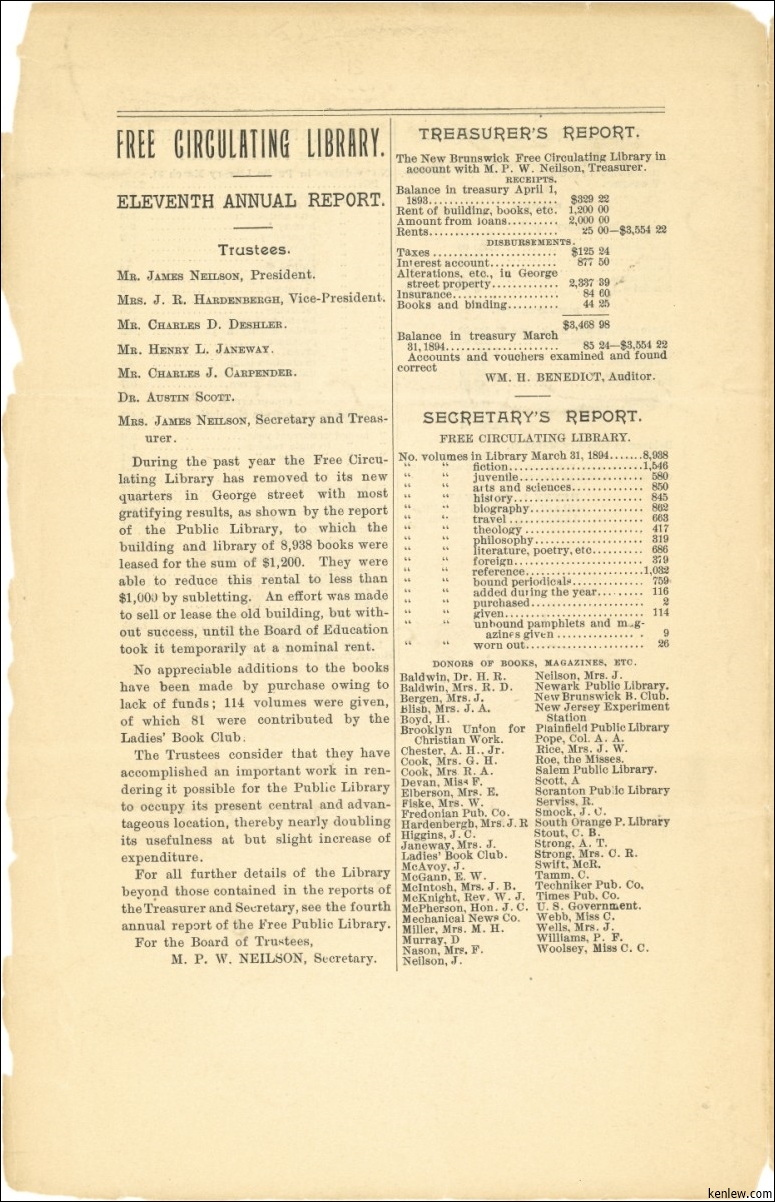 FREE CIRCULATING LIBRARY.
ELEVENTH ANNUAL REPORT.
Trustees.
MR. JAMES NEILSON, President.
MRS. J. R. HARDENBERGH, Vice-President.
MR. CHARLES D. DESHLER.
MR. HENRY L. JANEWAY.
MR. CHARLES J. CARPENDER.
DR. AUSTIN SCOTT.
MRS. JAMES NEILSON, Secretary and Treas-
urer.
During the past year the Free Circu-
lating Library has removed to its new
quarters in George street with most
gratifying results, as shown by the report
of the Public Library, to which the
building and library of 8,938 books were
leased for the sum of $1,200. They were
able to reduce this rental to less than
$1,000 by subletting. An effort was made
to sell or lease the old building, but with-
out success, until the Board of Education
took it temporarily at a nominal rent.
No appreciable additions to the books
have been made by purchase owing to
lack of funds; 114 volumes were given,
of which 81 were contributed by the
Ladies' Book Club.
The Trustees consider that they have
accomplished an important work in ren-
dering it possible for the Public Library
to occupy its present central and advan-
tageous location, thereby nearly doubling
its usefulness at but slight increase of
expenditure.
For all further details of the Library
beyond those contained in the reports of
the Treasurer and Secretary, see the fourth
annual report of the Free Public Library.
For the Board of Trustees,
M. P. W. NEILSON, Secretary.
TREASURER'S REPORT.
The New Brunswick Free Circulating Library in
account with M. P. W. Neilson, Treasurer.
RECEIPTS.
Balance in treasury April 1,
1893.......................... $329 22
Rent of building, books, etc. 1,200 00
Amount from loans........... 2,000 00
Rents.......................... 25 00—$3,554 22
DISBURSEMENTS.
Taxes ......................... $125 24
Interest account............. 877 50
Alterations, etc., in George
street property............. 2,337 39
Insurance..................... 84 60
Books and binding.......... 44 25
$3,468 98
Balance in treasury March
31, 1894....................... 85 24—$3,554 22
Accounts and vouchers examined and found
correct
WM. H. BENEDICT, Auditor.
SECRETARY'S REPORT.
FREE CIRCULATING LIBRARY.
No. volumes in Library March 31, 1894......8,938
“ “ fiction..........................1,546
“ “ juvenile......................... 580
“ “ arts and sciences.............. 850
“ “ history.......................... 845
“ “ biography....................... 862
“ “ travel ........................... 663
“ “ theology ........................ 417
“ “ philosophy...................... 319
“ “ literature, poetry, etc.......... 686
“ “ foreign.......................... 379
“ “ reference........................1,032
“ “ bound periodicals.............. 759
“ “ added during the year......... 116
“ “ purchased....................... 2
“ “ given............................. 114
“ “ unbound pamphlets and mag-
azines given ................. 9
“ “ worn out......................... 26
DONORS OF BOOKS, MAGAZINES, ETC.
Baldwin, Dr. H. R.
Baldwin, Mrs. R. D.
Bergen, Mrs. J.
Blish, Mrs. J. A.
Boyd, H.
Brooklyn Union for
Christian Work.
Chester, A. H., Jr.
Cook, Mrs. G. H.
Cook, Mrs R. A.
Devan, Miss F.
Elberson, Mrs. E.
Fiske, Mrs. W.
Fredonian Pub. Co.
Hardenbergh, Mrs. J. R
Higgins, J. C.
Janeway, Mrs. J.
Ladies' Book Club.
McAvoy, J.
McGann, E. W.
McIntosh, Mrs. J. B.
McKnight, Rev. W. J.
McPherson, Hon. J. C.
Mechanical News Co.
Miller, Mrs. M. H.
Murray, D
Nason, Mrs. F.
Neilson, J.
Neilson, Mrs. J.
Newark Public Library.
New Brunswick B. Club.
New Jersey Experiment
Station
Plainfield Public Library
Pope, Col. A. A.
Rice, Mrs. J. W.
Roe, the Misses.
Salem Public Library.
Scott, A
Scranton Public Library
Serviss, R.
Smock, J. C.
South Orange P. Library
Stout, C. B.
Strong, A. T.
Strong, Mrs. C. R.
Swift, McR.
Tamm, C.
Techniker Pub. Co.
Times Pub. Co.
U. S. Government.
Webb, Miss C.
Wells, Mrs. J.
Williams, P. F.
Woolsey, Miss C. C.
kenlew.com